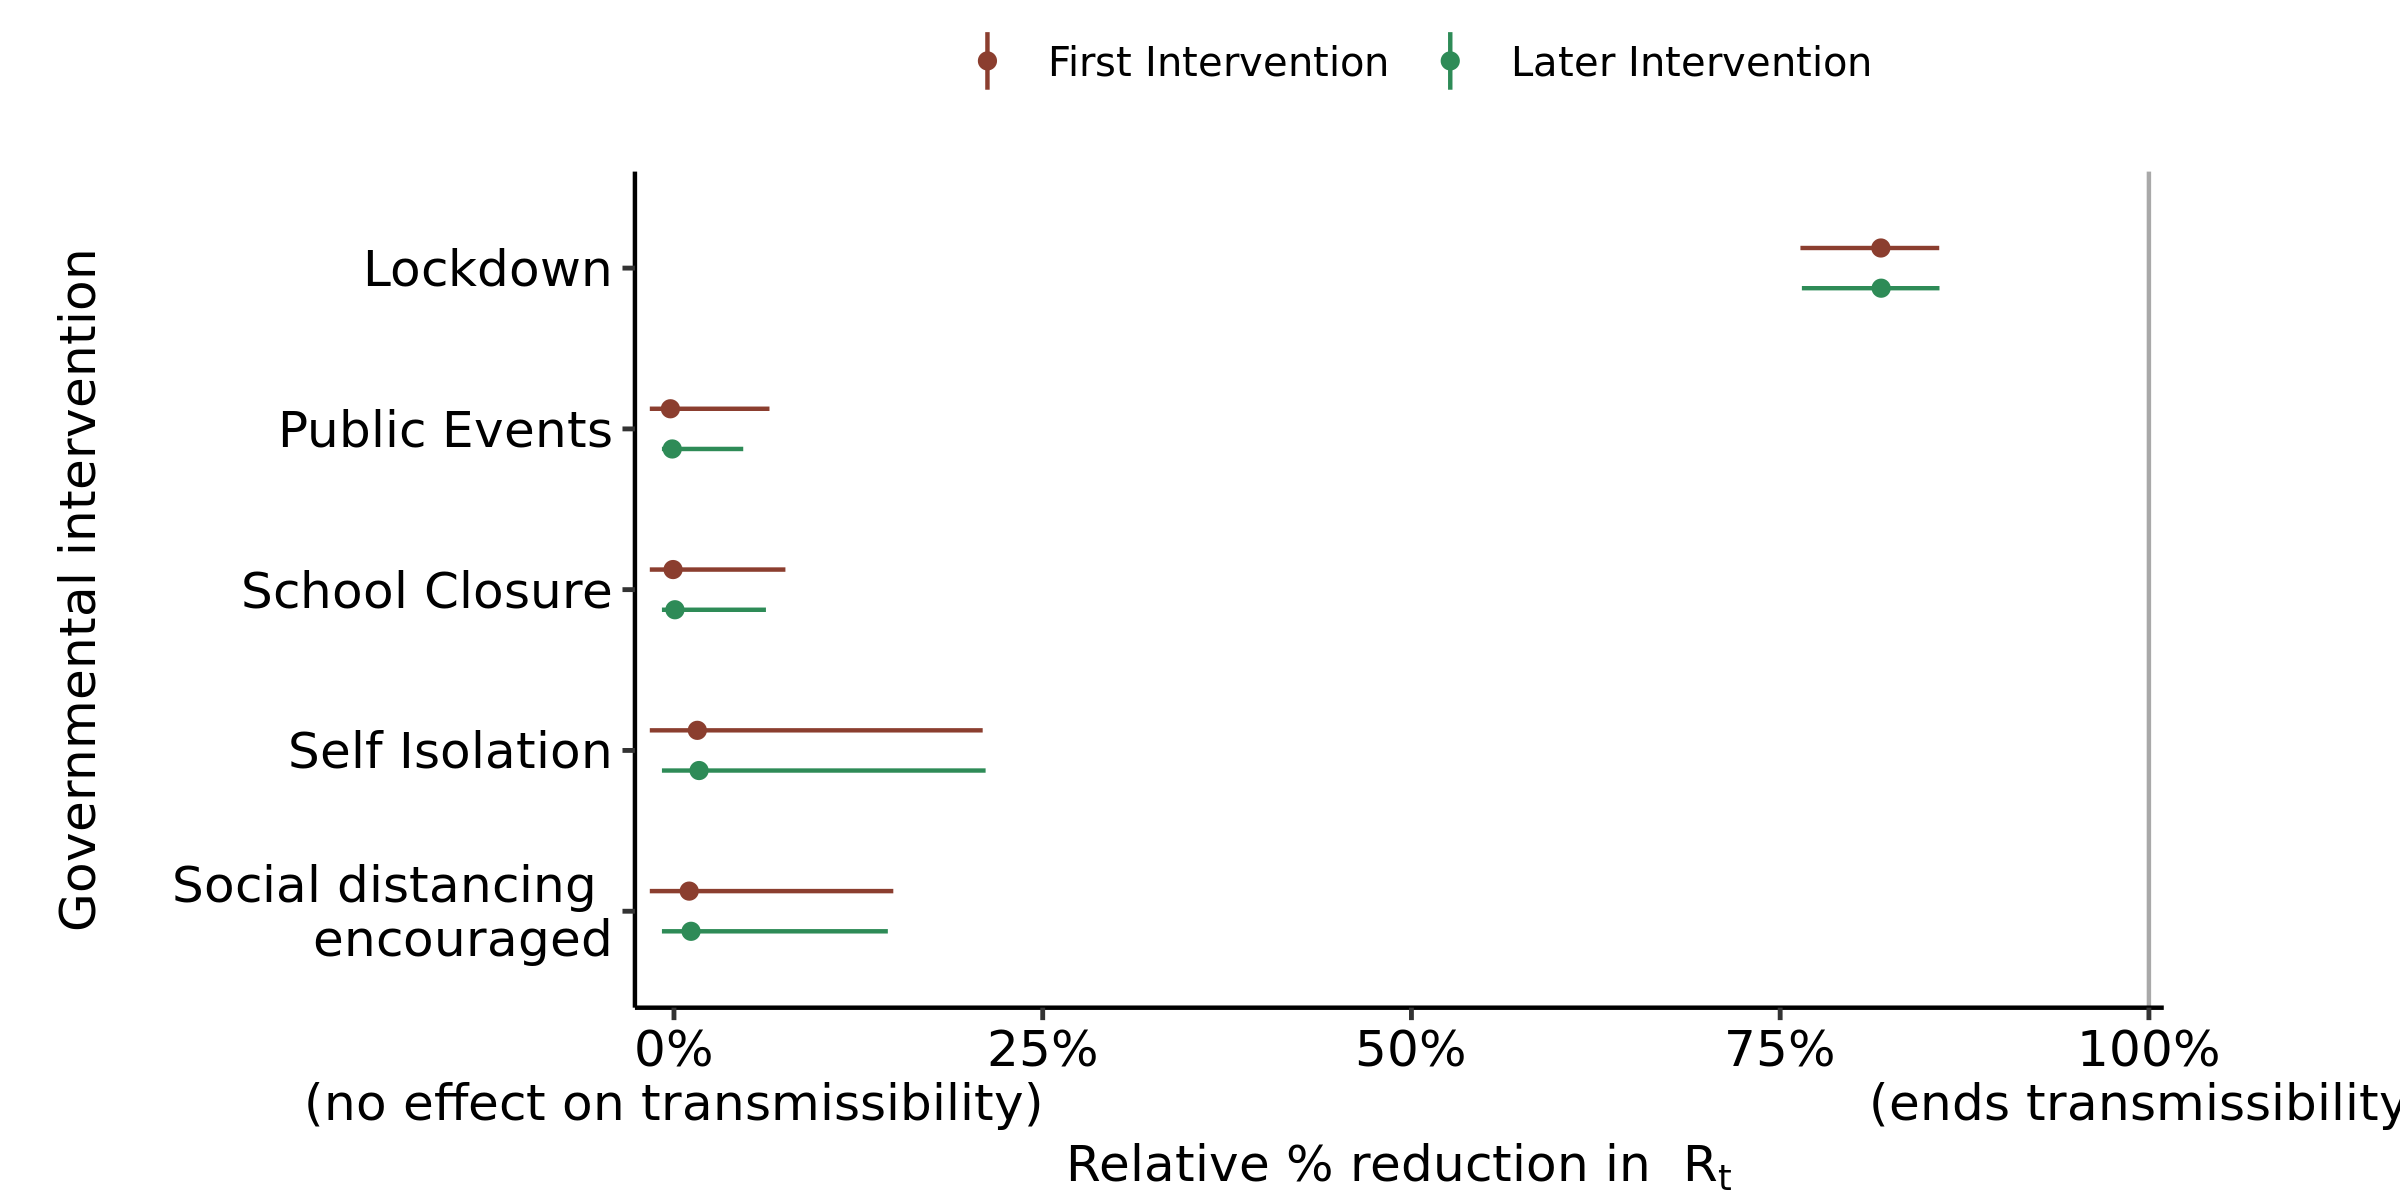 First Intervention Later Intervention
Governmental intervention
Lockdown
Public Events
School Closure
Self Isolation
Social distancing
encouraged
0% 25% 50% 75% 100%
(no effect on transmissibility) (ends transmissibility
Relative % reduction in Rt